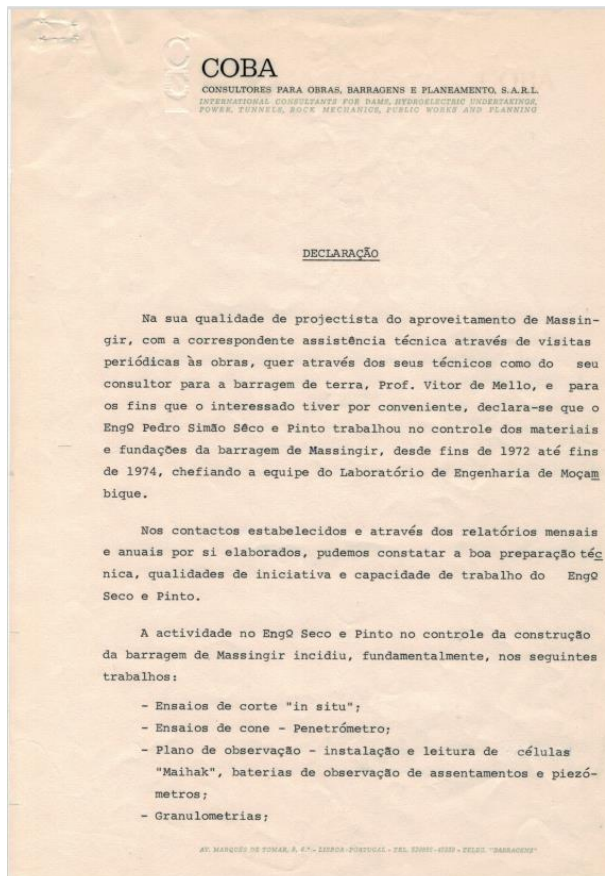 COBA
CONSULTORES PARA OBRAS, BARRAGENS E PLANEAMENTO, S.A.R.L.
INTERNATIONAL CONSULTANTS FOR DAMS, HYDROELECTRIC UNDERTAKINGS,
POWER, TUNNELS, ROCK MECHANICS, PUBLIC WORKS AND PLANNING
DECLARAÇÃO
Na sua qualidade de projectista do aproveitamento de Massin-
gir, com a correspondente assistência técnica através de visitas
periódicas às obras, quer através dos seus técnicos como do seu
consultor para a barragem de terra, Prof. Vitor de Mello, e para
os fins que o interessado tiver por conveniente, declara-se que o
Engº Pedro Simão Sêco e Pinto trabalhou no controle dos materiais
e fundações da barragem de Massingir, desde fins de 1972 até fins
de 1974, chefiando a equipe do Laboratório de Engenharia de Moçam
bique.
Nos contactos estabelecidos e através dos relatórios mensais
e anuais por si elaborados, pudemos constatar a boa preparação téc
nica, qualidades de iniciativa e capacidade de trabalho do Engº
Seco e Pinto.
A actividade no Engº Seco e Pinto no controle da construção
da barragem de Massingir incidiu, fundamentalmente, nos seguintes
trabalhos:
- Ensaios de corte "in situ";
- Ensaios de cone - Penetrómetro;
- Plano de observação - instalação e leitura de células
"Maihak", baterias de observação de assentamentos e piezó-
metros;
- Granulometrias;
AV. MARQUÊS DE TOMAR, 9, 6.º - LISBOA-PORTUGAL - TEL. - TELEG. "BARRAGENS"